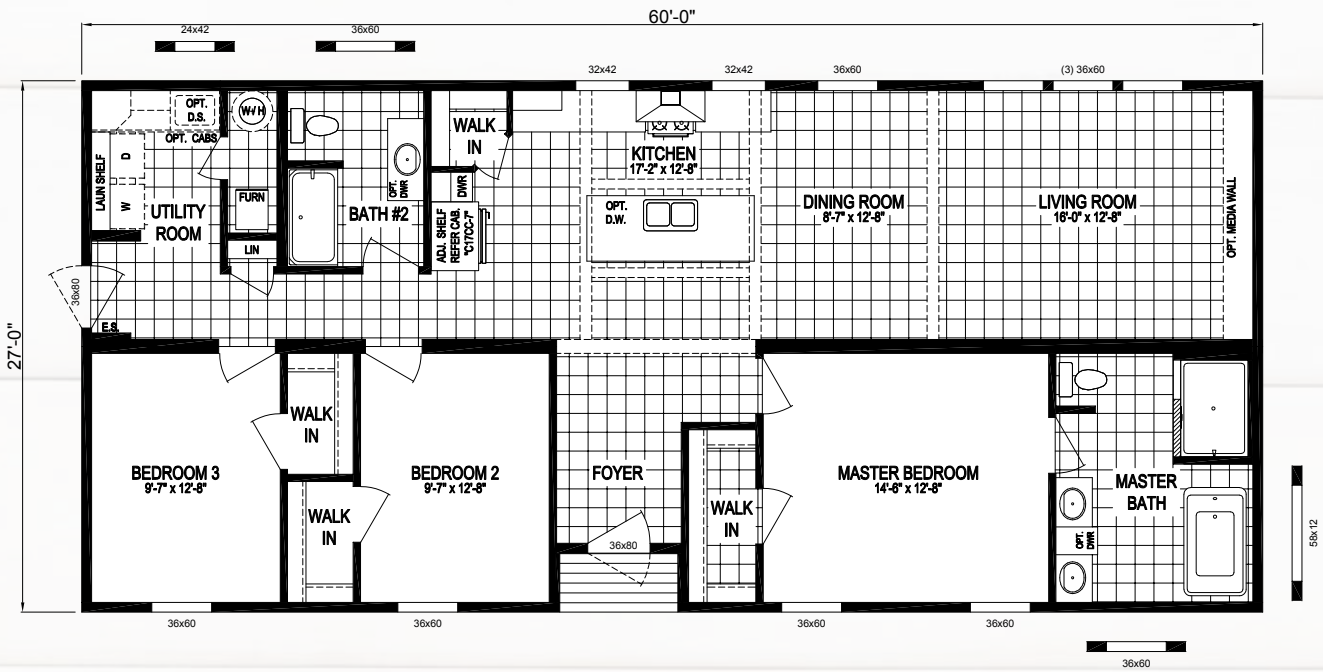 60'-0"
24x42
36x60
32x42
32x42
36x60
(3) 36x60
OPT.
D.S.
W/H
OPT. CABS
WALK
IN
KITCHEN
17'-2" x 12'-8"
LAUN SHELF
D
W
UTILITY
ROOM
FURN
LIN
OPT.
DWR
BATH #2
DWR
ADJ. SHELF
REFER CAB.
"C17CC-7"
OPT.
D.W.
DINING ROOM
8'-7" x 12'-8"
LIVING ROOM
16'-0" x 12'-8"
OPT. MEDIA WALL
36x80
E.S.
27'-0"
WALK
IN
BEDROOM 3
9'-7" x 12'-8"
BEDROOM 2
9'-7" x 12'-8"
FOYER
MASTER BEDROOM
14'-6" x 12'-8"
MASTER
BATH
WALK
IN
WALK
IN
OPT.
DWR
36x80
58x12
36x60
36x60
36x60
36x60
36x60